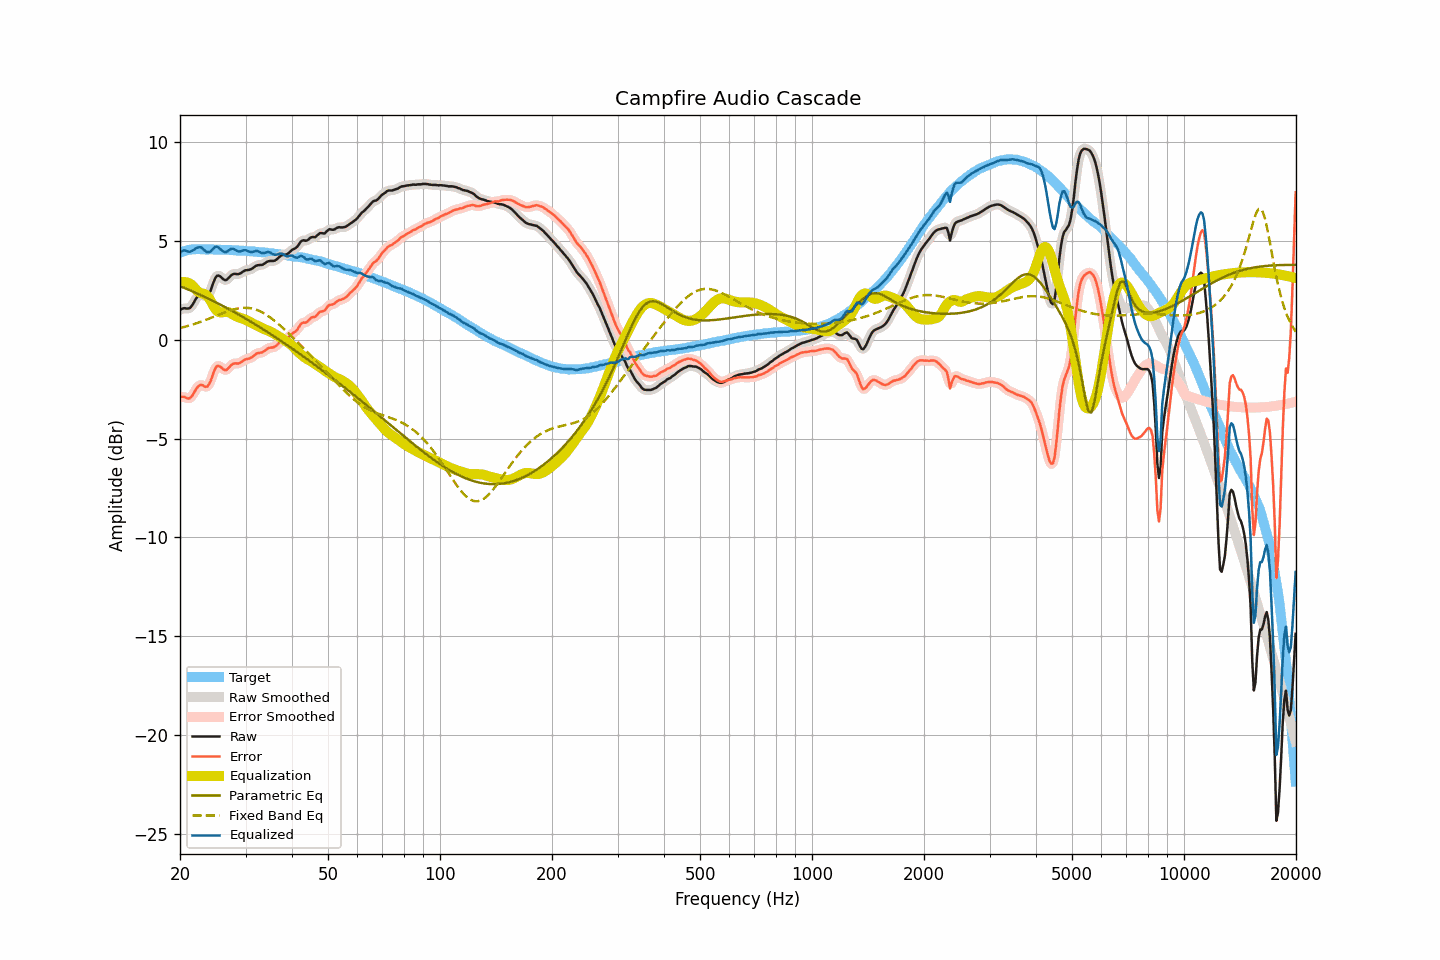 Campfire Audio Cascade
10
5
0
−5
−10
−15
−20
−25
Amplitude (dBr)
Target
Raw Smoothed
Error Smoothed
Raw
Error
Equalization
Parametric Eq
Fixed Band Eq
Equalized
20 50 100 200 500 1000 2000 5000 10000 20000
Frequency (Hz)